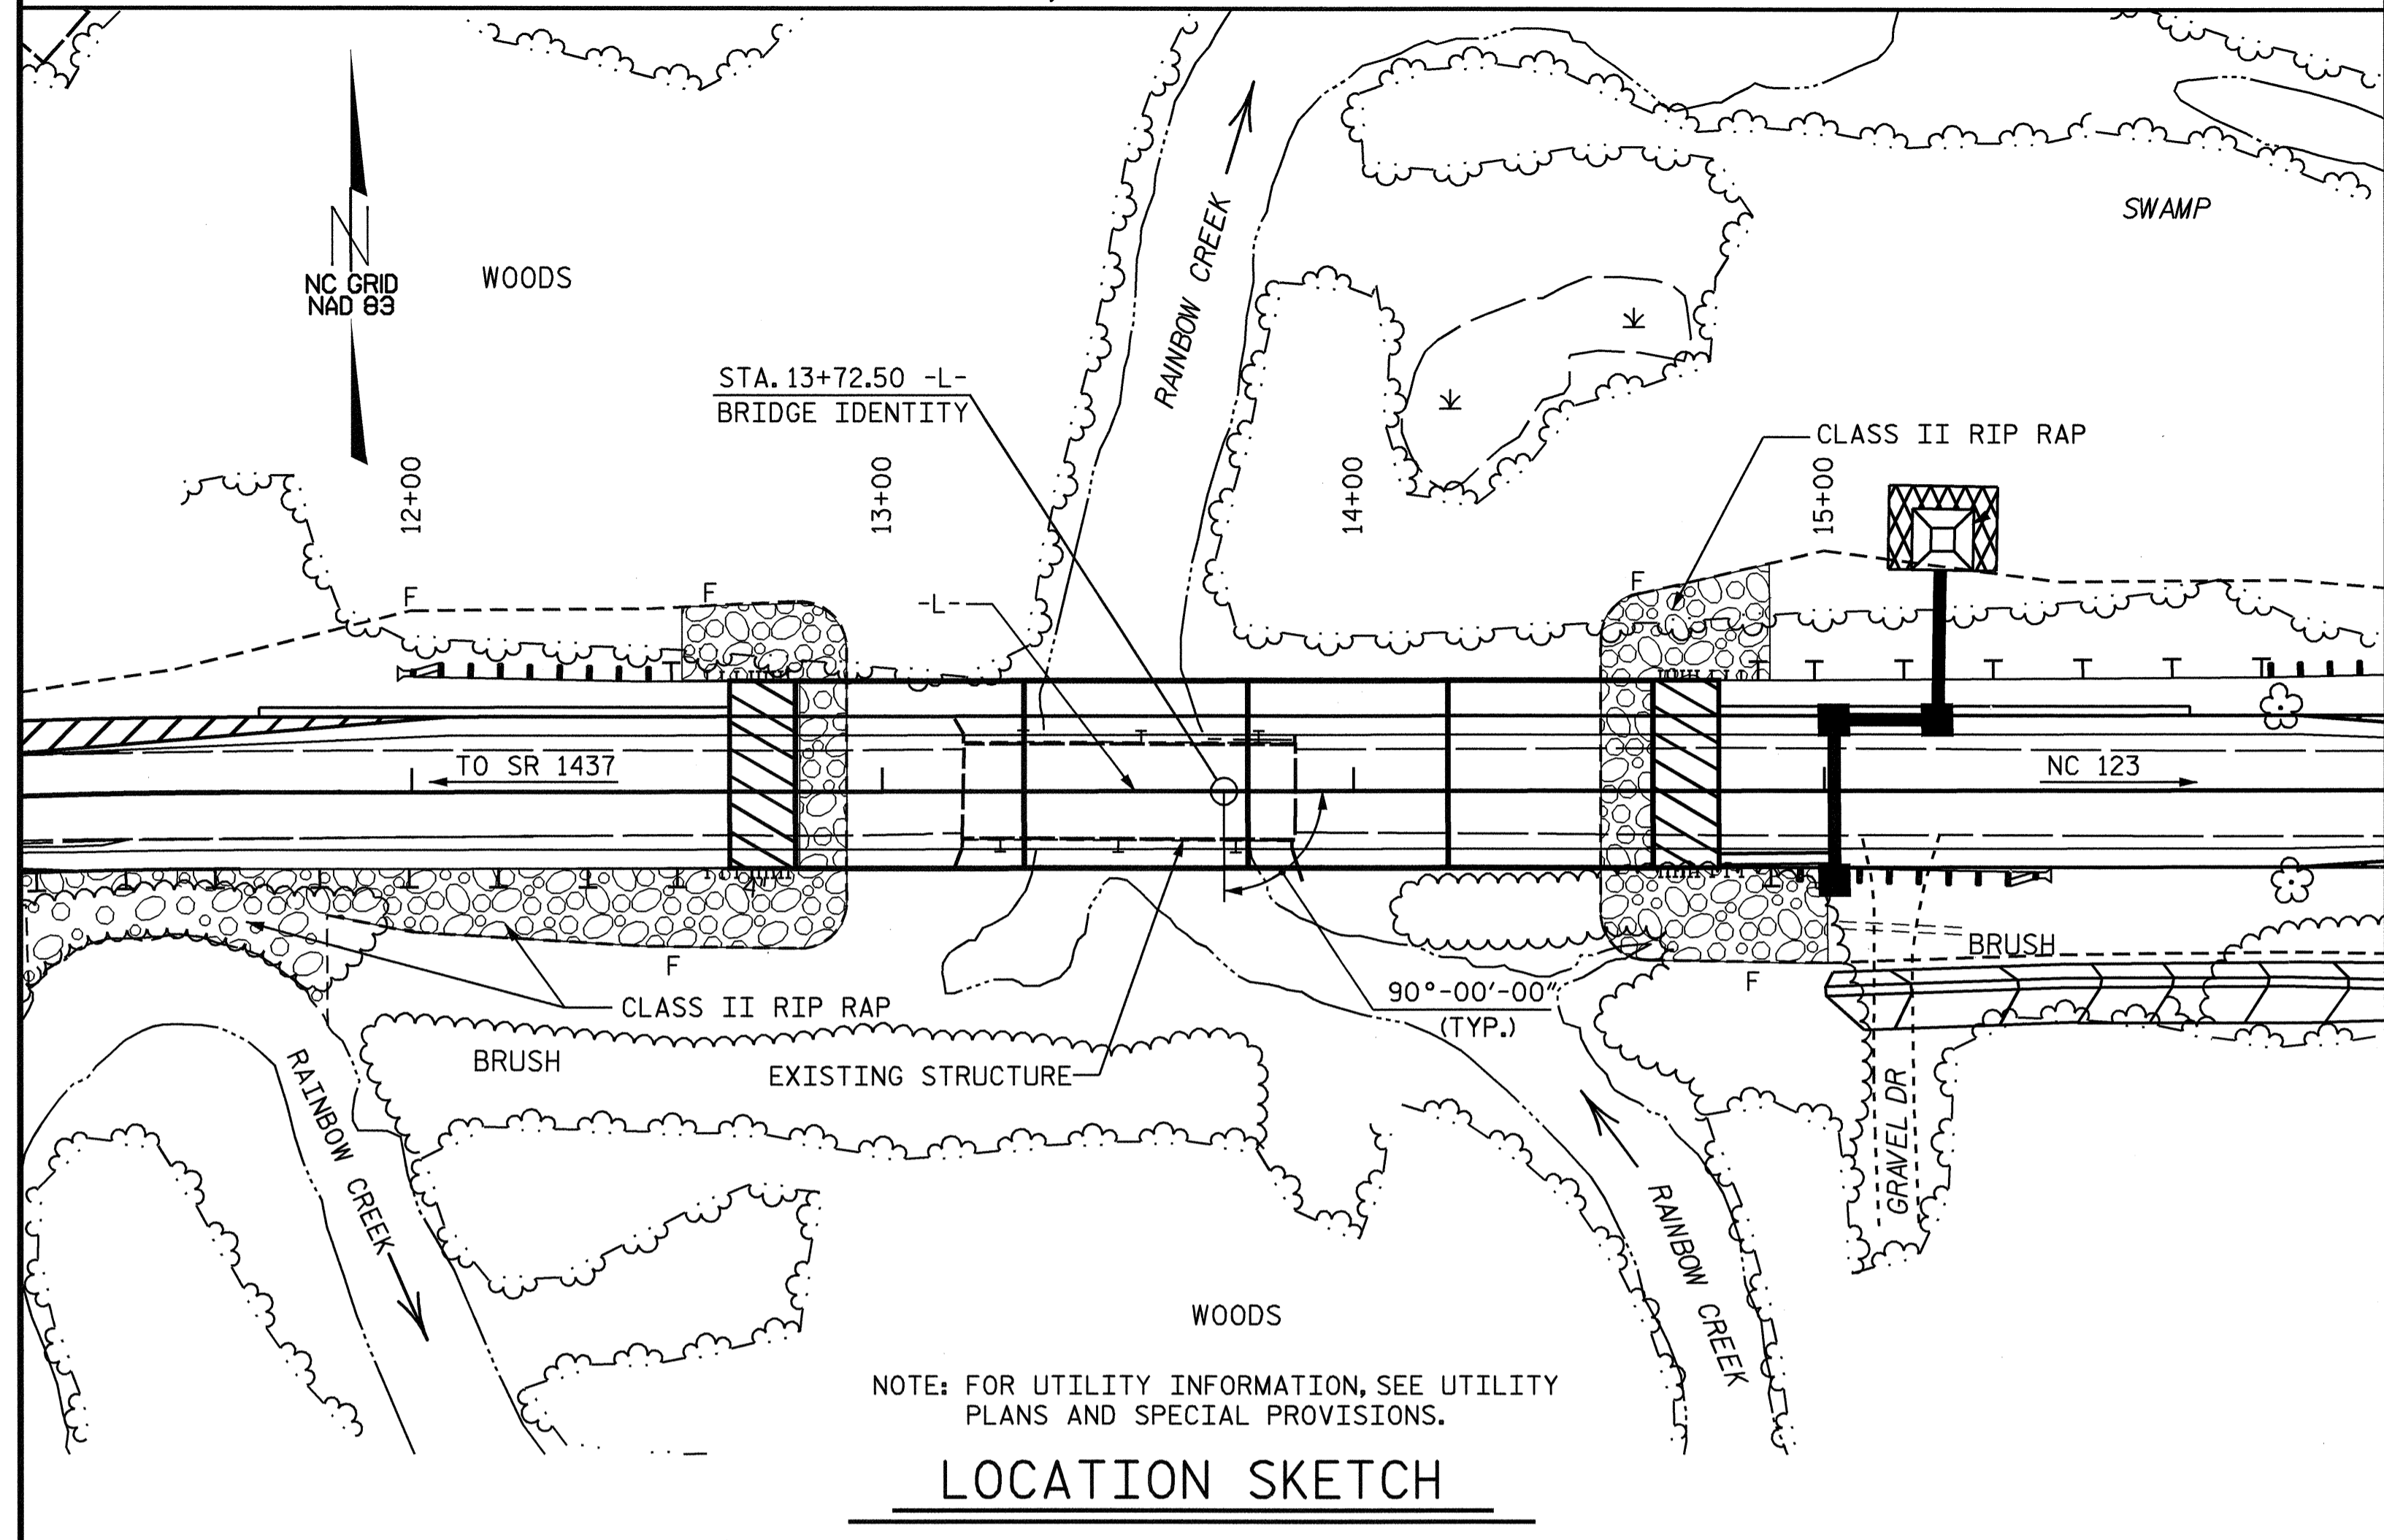 SWAMP
NC GRID
NAD 83
WOODS
RAINBOW CREEK
STA. 13+72.50 -L-
BRIDGE IDENTITY
CLASS II RIP RAP
12+00
13+00
14+00
15+00
F
F
F
-L-
TO SR 1437
NC 123
BRUSH
F
F
CLASS II RIP RAP
90°-00'-00"
(TYP.)
BRUSH
EXISTING STRUCTURE
RAINBOW CREEK
GRAVEL DR
RAINBOW CREEK
WOODS
NOTE: FOR UTILITY INFORMATION, SEE UTILITY
PLANS AND SPECIAL PROVISIONS.
LOCATION SKETCH